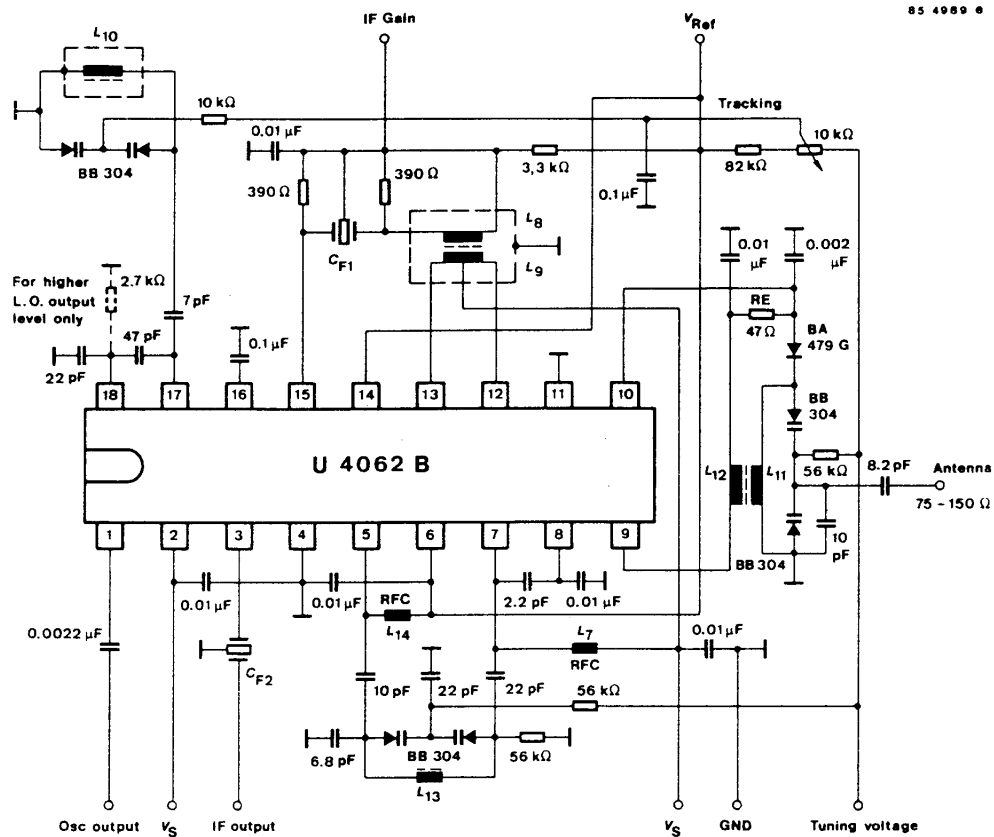 85 4989 6
IF Gain
VRef
L10
10 kΩ
Tracking
10 kΩ
0.01 µF
BB 304
390 Ω
390 Ω
3,3 kΩ
82 kΩ
0.1 µF
L8
L9
CF1
0.01 µF
0.002 µF
For higher
L.O. output
level only
2.7 kΩ
7 pF
47 pF
22 pF
0.1 µF
RE
47 Ω
BA
479 G
BB
304
18
17
16
15
14
13
12
11
10
U 4062 B
L12
L11
56 kΩ
8.2 pF
Antenna
75 – 150 Ω
10
pF
BB 304
1
2
3
4
5
6
7
8
9
0.01 µF
0.01 µF
RFC
L14
2.2 pF
0.01 µF
0.0022 µF
CF2
L7
RFC
0.01 µF
10 pF
22 pF
22 pF
56 kΩ
6.8 pF
BB 304
56 kΩ
L13
Osc output
VS
IF output
VS
GND
Tuning voltage